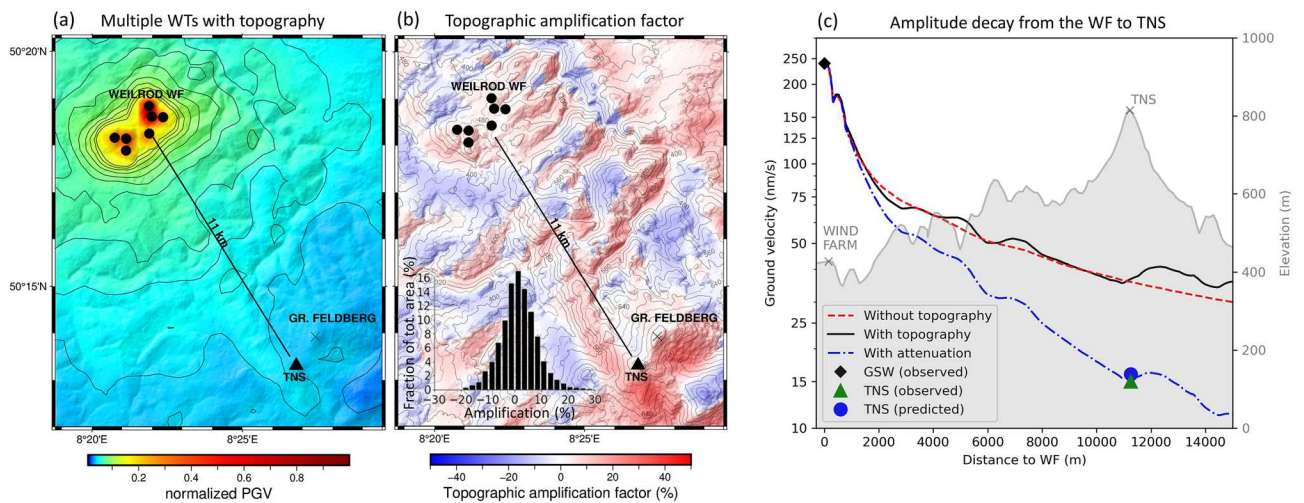 (a) Multiple WTs with topography
50°20'N
50°15'
WEILROD WF
11 km
GR. FELDBERG
TNS
8°20'E
8°25'
0.2 0.4 0.6 0.8
normalized PGV
(b) Topographic amplification factor
WEILROD WF
11 km
GR. FELDBERG
TNS
Fraction of tot. area (%)
16
14
12
10
8
6
4
2
0
−30 −20 −10 0 10 20 30
Amplification (%)
8°20'E
8°25'E
−40 −20 0 20 40
Topographic amplification factor (%)
(c) Amplitude decay from the WF to TNS
Ground velocity (nm/s)
250
200
150
125
100
75
50
25
15
10
WIND
FARM
TNS
Without topography
With topography
With attenuation
GSW (observed)
TNS (observed)
TNS (predicted)
0 2000 4000 6000 8000 10000 12000 14000
Distance to WF (m)
1000
800
600
400
200
0
Elevation (m)